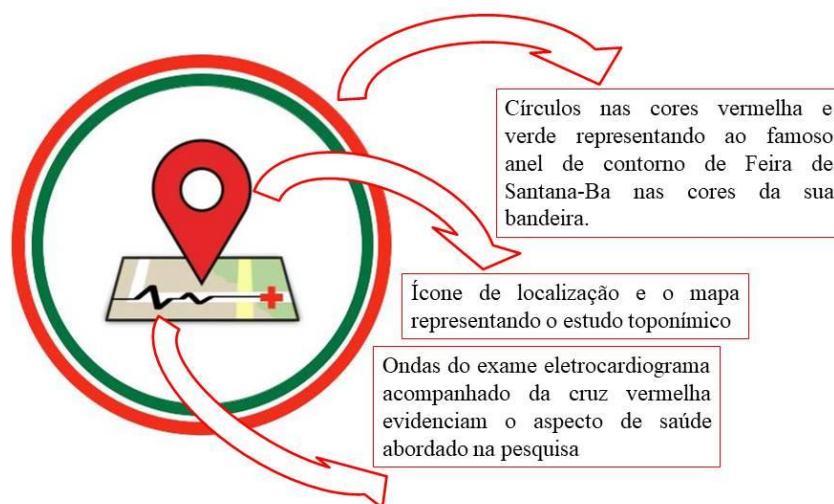 Círculos nas cores vermelha e
verde representando ao famoso
anel de contorno de Feira de
Santana-Ba nas cores da sua
bandeira.
Ícone de localização e o mapa
representando o estudo toponímico
Ondas do exame eletrocardiograma
acompanhado da cruz vermelha
evidenciam o aspecto de saúde
abordado na pesquisa